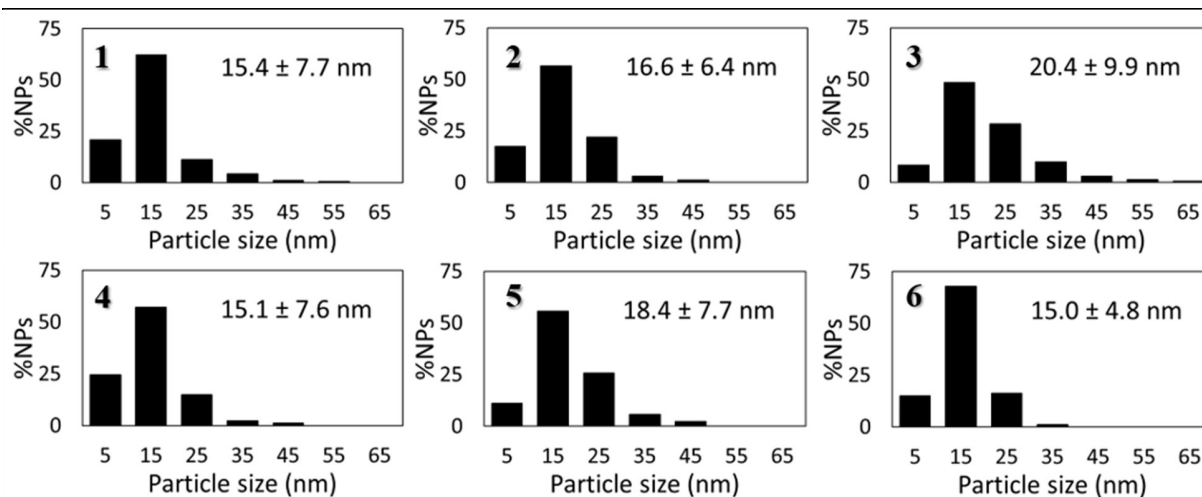 1
15.4 ± 7.7 nm
%NPs
75
50
25
0
5 15 25 35 45 55 65
Particle size (nm)
2
16.6 ± 6.4 nm
%NPs
75
50
25
0
5 15 25 35 45 55 65
Particle size (nm)
3
20.4 ± 9.9 nm
%NPs
75
50
25
0
5 15 25 35 45 55 65
Particle size (nm)
4
15.1 ± 7.6 nm
%NPs
75
50
25
0
5 15 25 35 45 55 65
Particle size (nm)
5
18.4 ± 7.7 nm
%NPs
75
50
25
0
5 15 25 35 45 55 65
Particle size (nm)
6
15.0 ± 4.8 nm
%NPs
75
50
25
0
5 15 25 35 45 55 65
Particle size (nm)